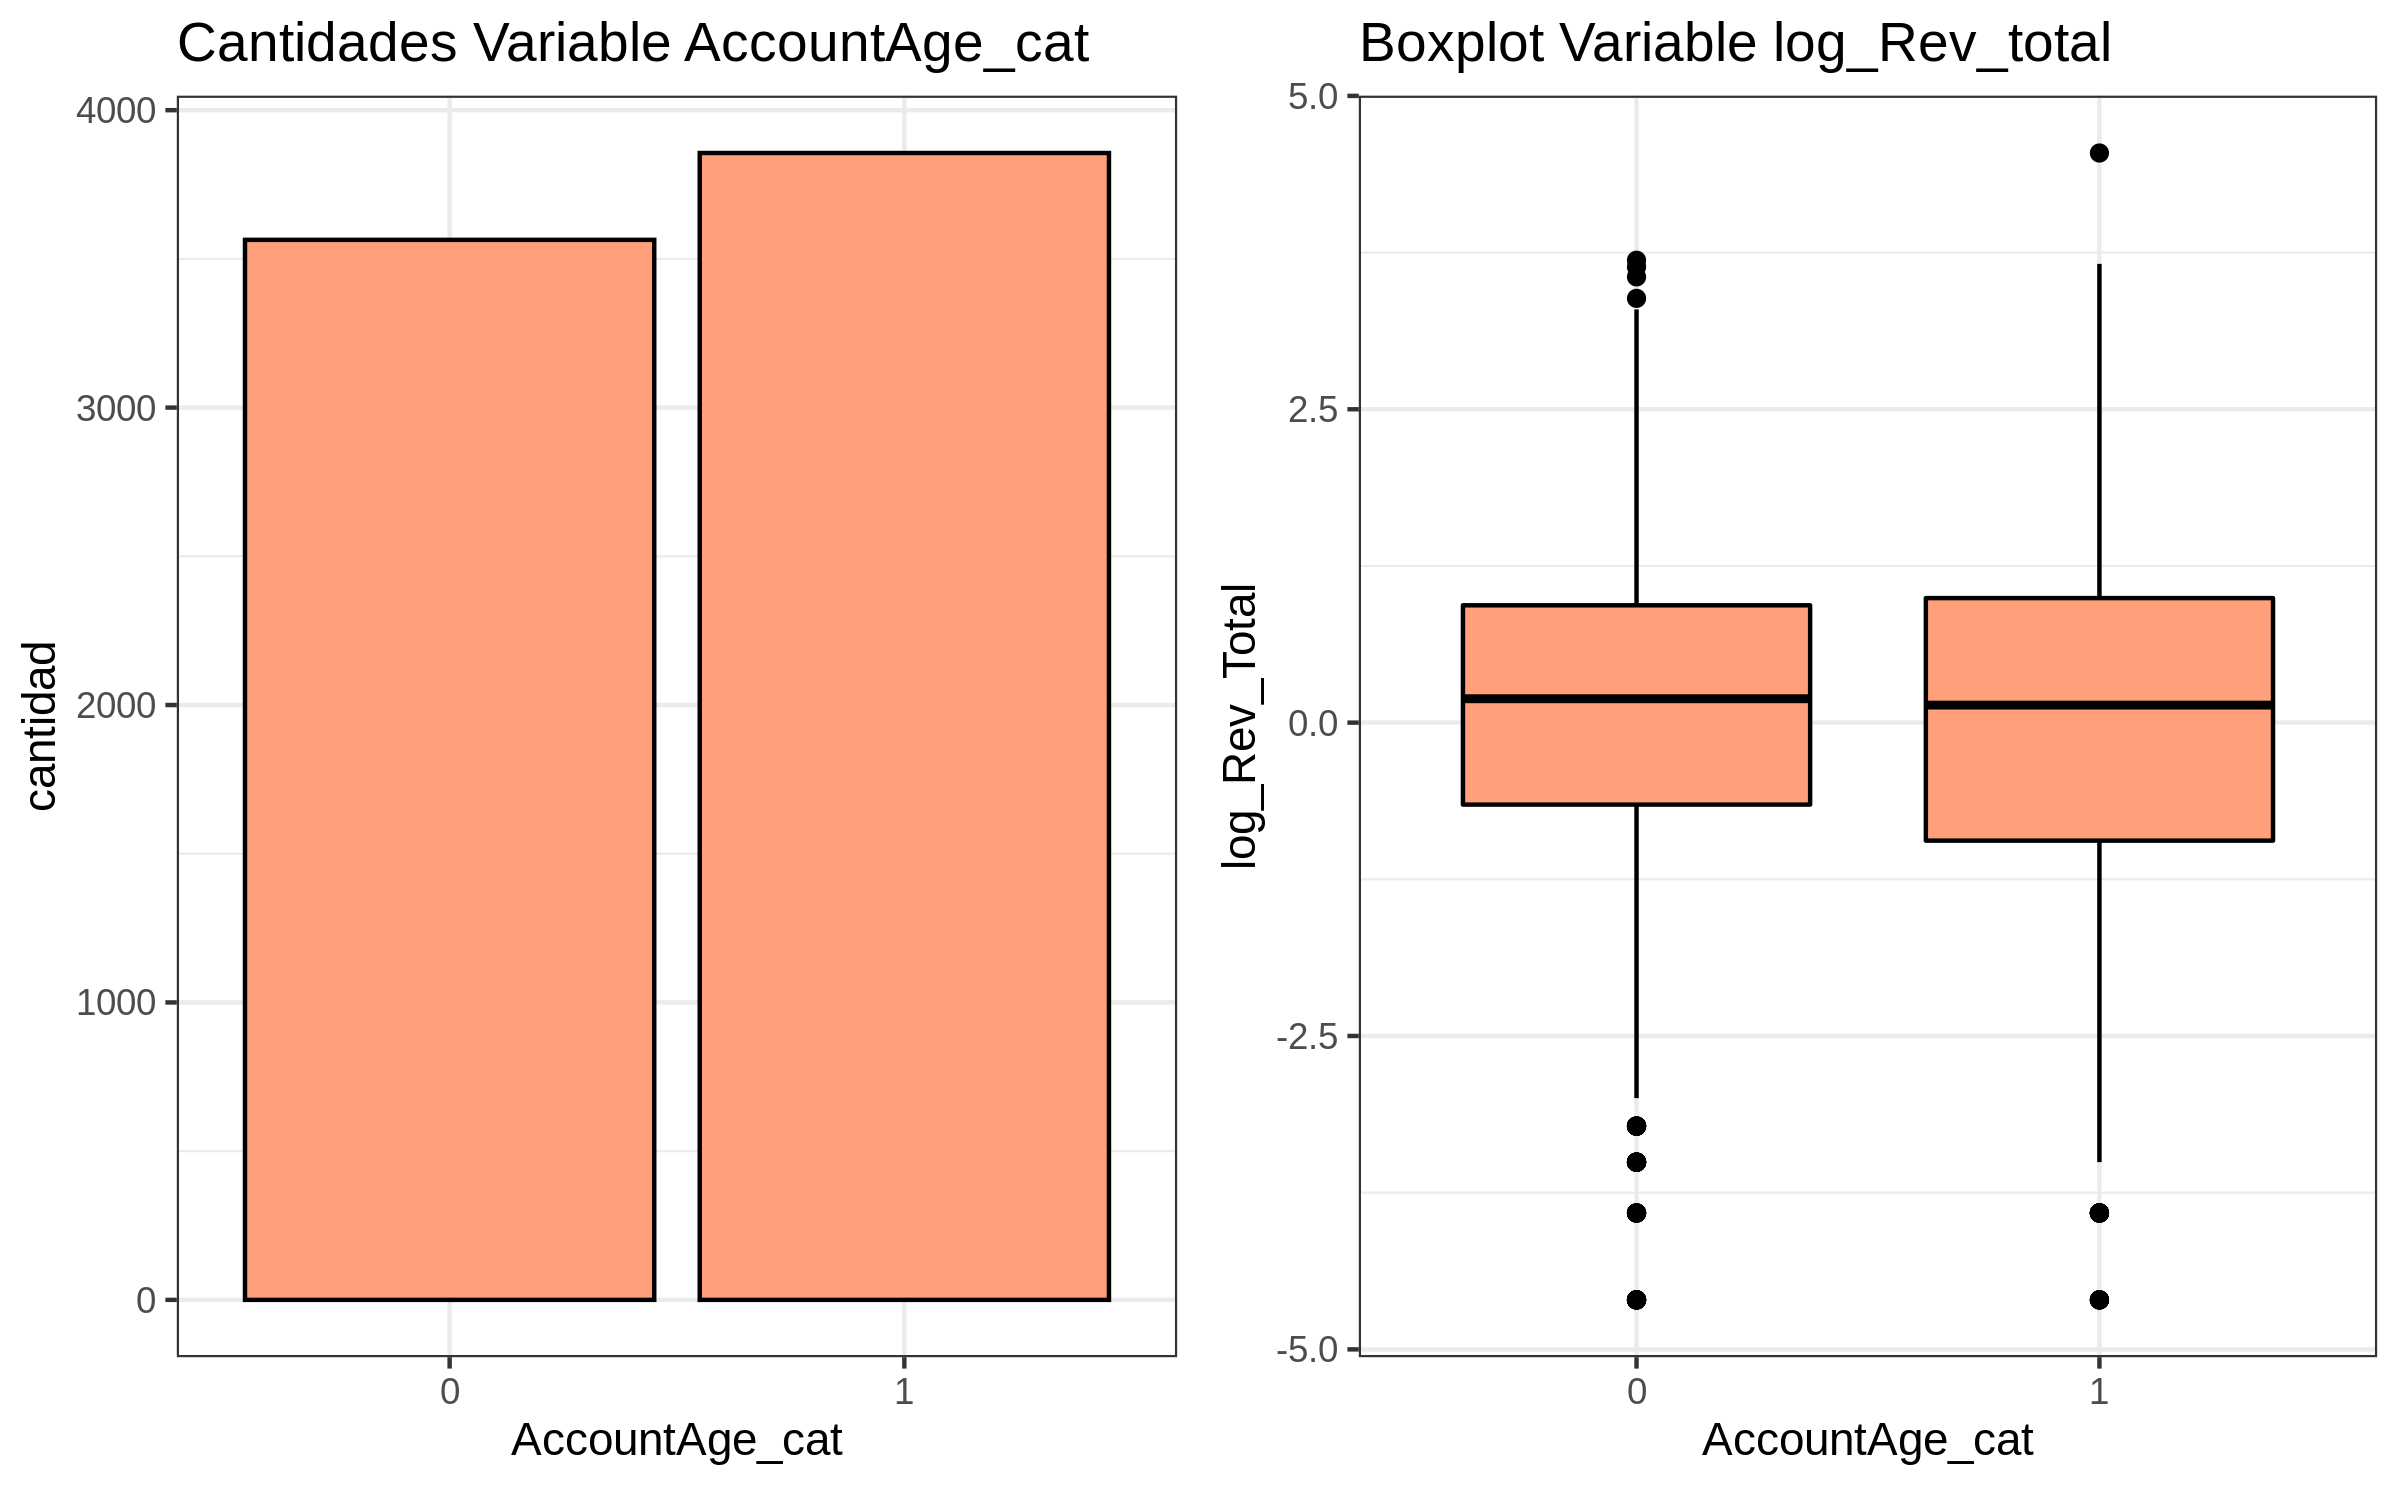 Cantidades Variable AccountAge_cat
4000
3000
2000
1000
0
cantidad
0 1
AccountAge_cat
Boxplot Variable log_Rev_total
5.0
2.5
0.0
-2.5
-5.0
log_Rev_Total
0 1
AccountAge_cat